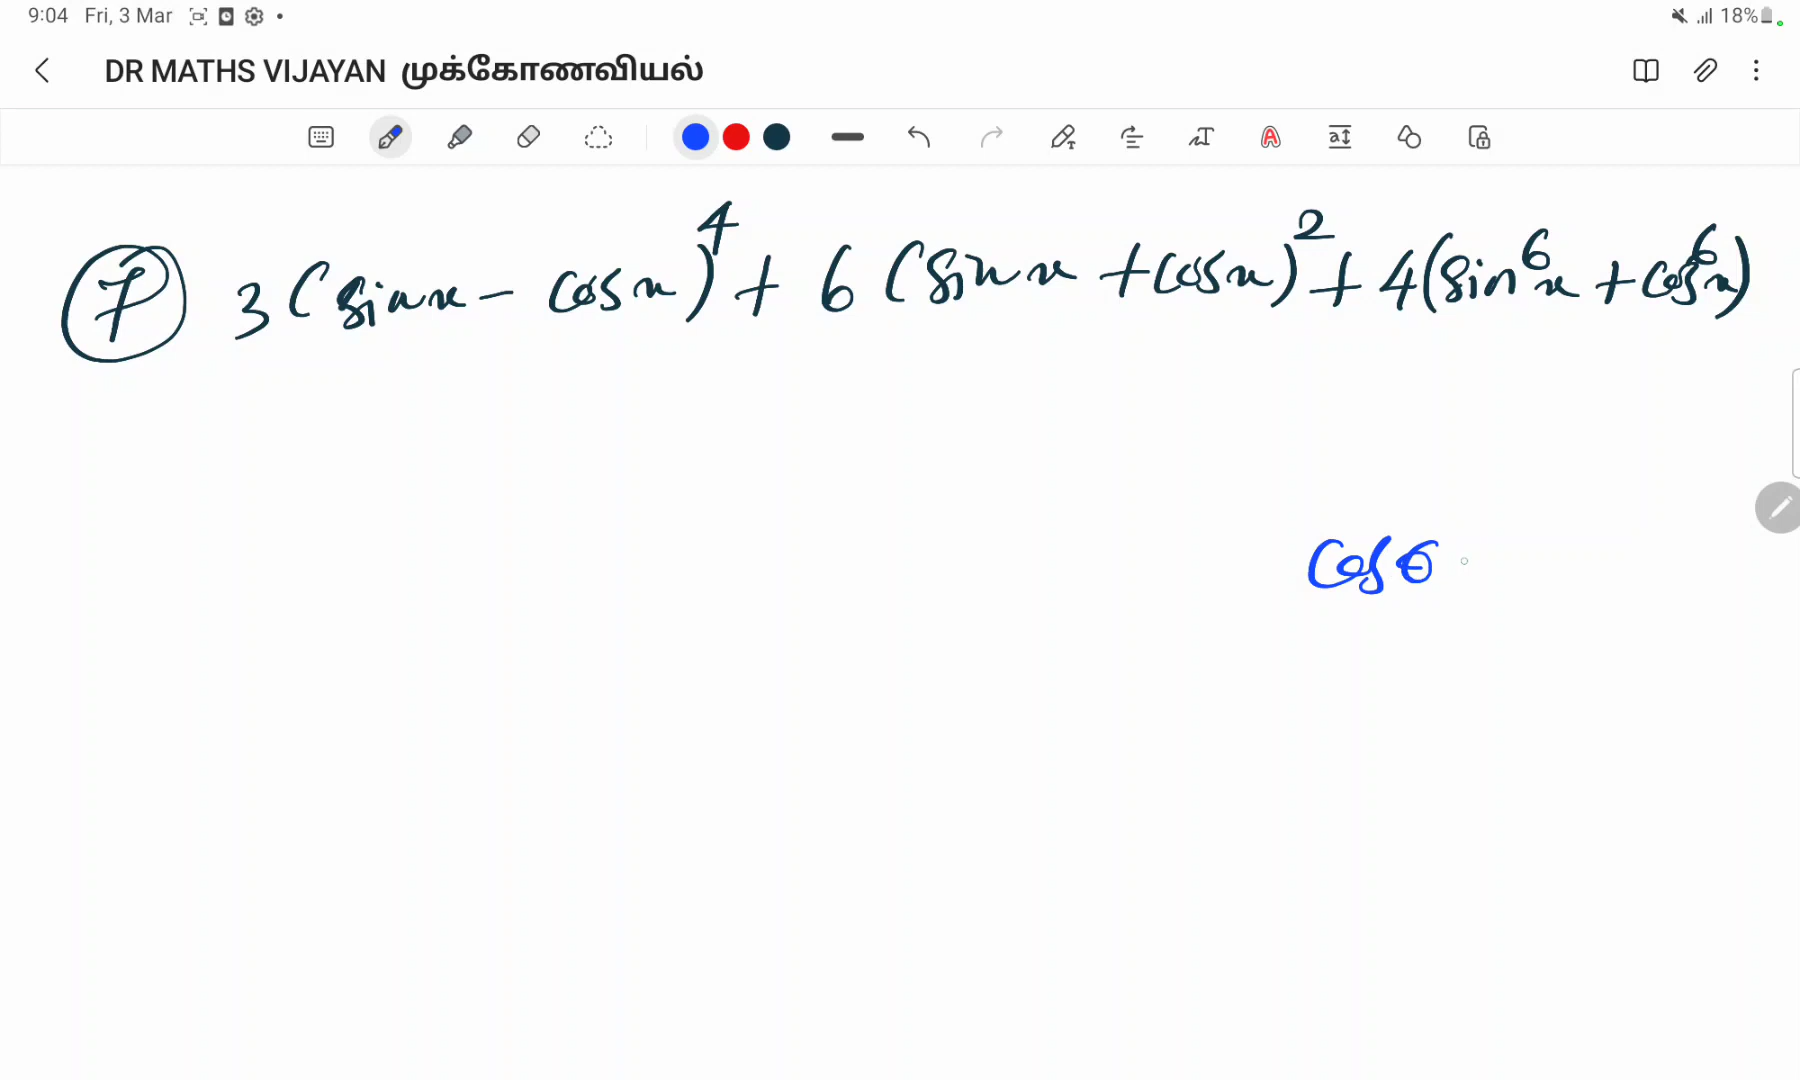 9:04 Fri, 3 Mar 18%
DR MATHS VIJAYAN முக்கோணவியல்
⑦ 3 (sin x - cos x)⁴ + 6 (sin x + cos x)² + 4 (sin⁶x + cos⁶x)
cos θ